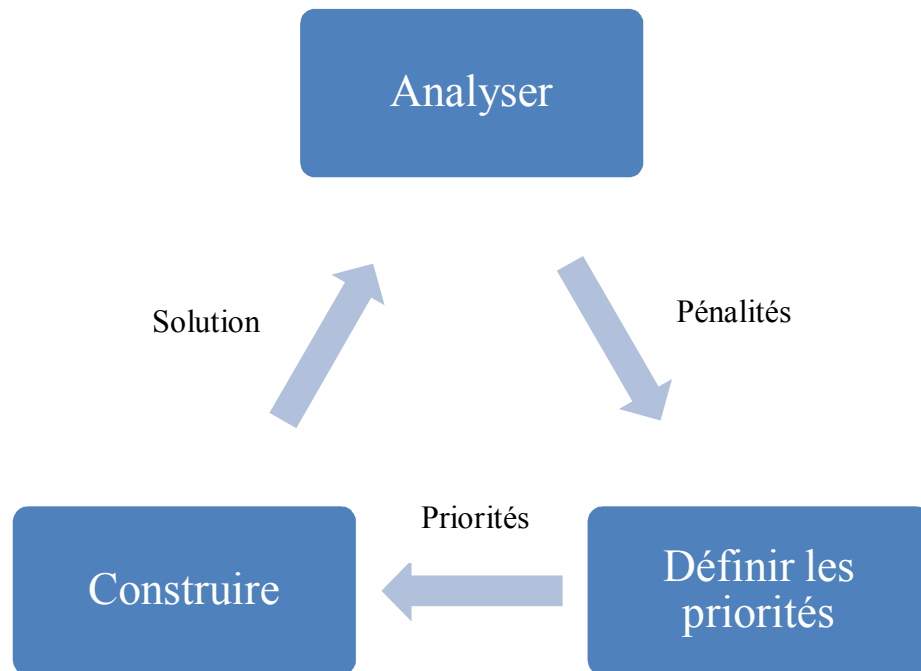 Analyser
Solution
Pénalités
Priorités
Construire
Définir les
priorités